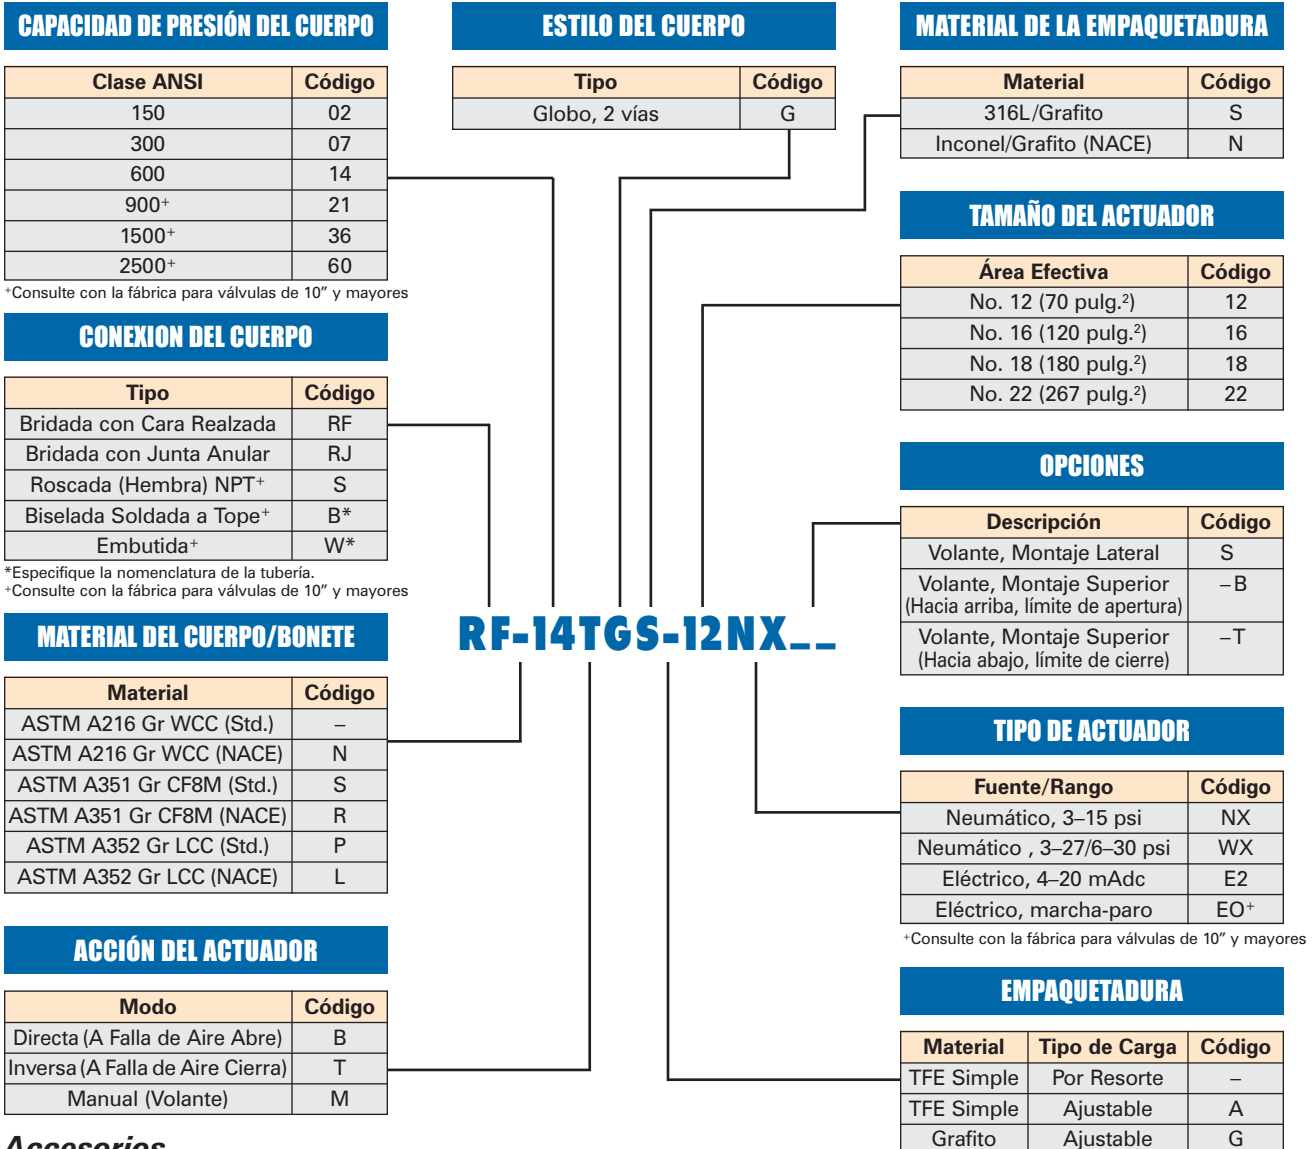 CAPACIDAD DE PRESIÓN DEL CUERPO
Clase ANSI Código
150 02
300 07
600 14
900+ 21
1500+ 36
2500+ 60
+Consulte con la fábrica para válvulas de 10” y mayores
CONEXION DEL CUERPO
Tipo Código
Bridada con Cara Realzada RF
Bridada con Junta Anular RJ
Roscada (Hembra) NPT+ S
Biselada Soldada a Tope+ B*
Embutida+ W*
*Especifique la nomenclatura de la tubería.
+Consulte con la fábrica para válvulas de 10” y mayores
MATERIAL DEL CUERPO/BONETE
Material Código
ASTM A216 Gr WCC (Std.) –
ASTM A216 Gr WCC (NACE) N
ASTM A351 Gr CF8M (Std.) S
ASTM A351 Gr CF8M (NACE) R
ASTM A352 Gr LCC (Std.) P
ASTM A352 Gr LCC (NACE) L
ACCIÓN DEL ACTUADOR
Modo Código
Directa (A Falla de Aire Abre) B
Inversa (A Falla de Aire Cierra) T
Manual (Volante) M
Accesorios
ESTILO DEL CUERPO
Tipo Código
Globo, 2 vías G
RF-14TGS-12NX_ _
MATERIAL DE LA EMPAQUETADURA
Material Código
316L/Grafito S
Inconel/Grafito (NACE) N
TAMAÑO DEL ACTUADOR
Área Efectiva Código
No. 12 (70 pulg.²) 12
No. 16 (120 pulg.²) 16
No. 18 (180 pulg.²) 18
No. 22 (267 pulg.²) 22
OPCIONES
Descripción Código
Volante, Montaje Lateral S
Volante, Montaje Superior –B
(Hacia arriba, límite de apertura)
Volante, Montaje Superior –T
(Hacia abajo, límite de cierre)
TIPO DE ACTUADOR
Fuente/Rango Código
Neumático, 3–15 psi NX
Neumático , 3–27/6–30 psi WX
Eléctrico, 4–20 mAdc E2
Eléctrico, marcha-paro EO+
+Consulte con la fábrica para válvulas de 10” y mayores
EMPAQUETADURA
Material Tipo de Carga Código
TFE Simple Por Resorte –
TFE Simple Ajustable A
Grafito Ajustable G